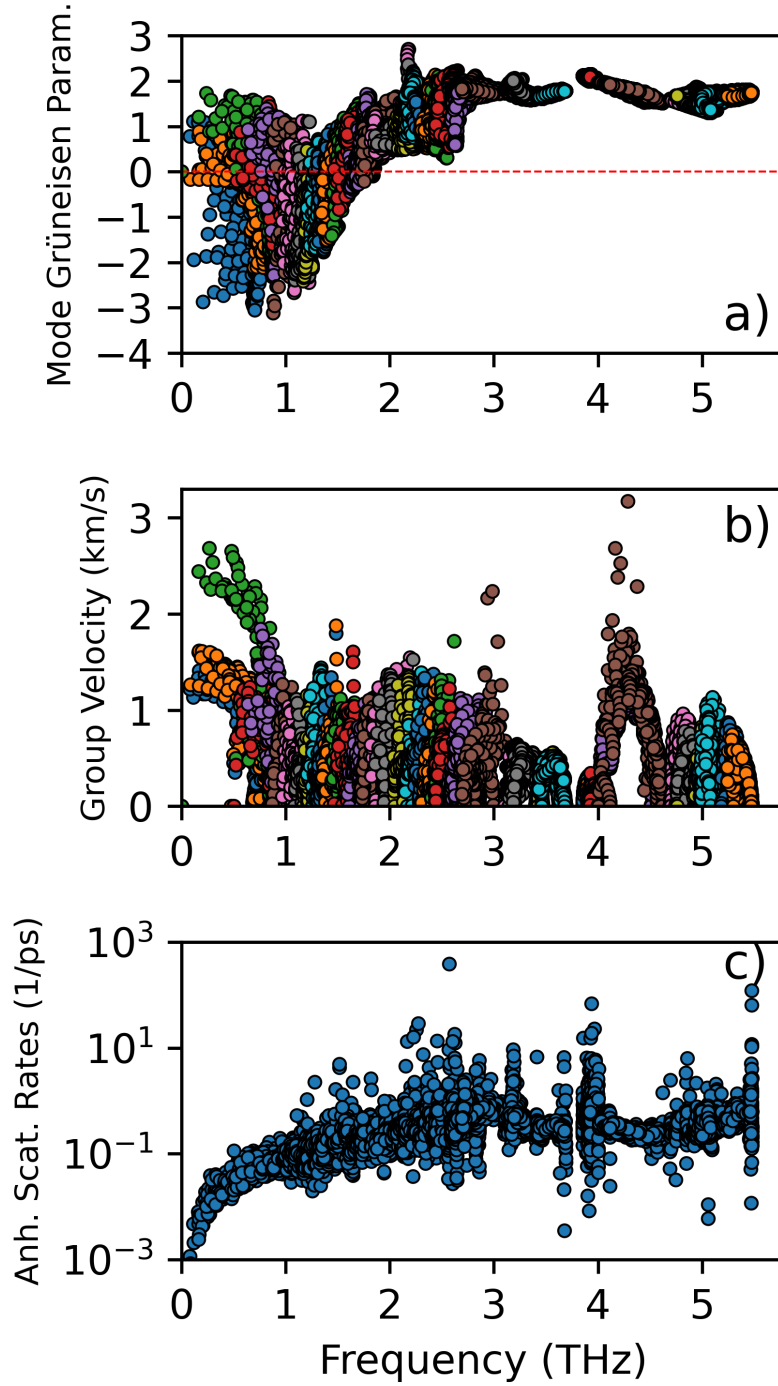 3
2
1
0
−1
−2
−3
−4
Mode Grüneisen Param.
a)
0 1 2 3 4 5
3
2
1
0
Group Velocity (km/s)
b)
0 1 2 3 4 5
10³
10¹
10⁻¹
10⁻³
Anh. Scat. Rates (1/ps)
c)
0 1 2 3 4 5
Frequency (THz)